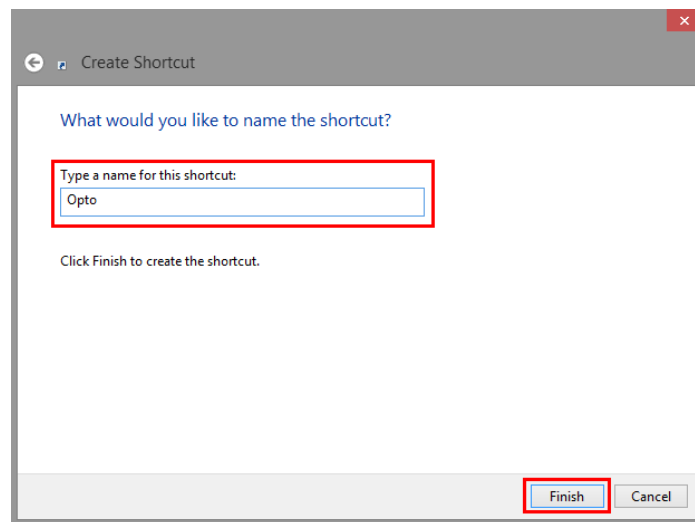 Create Shortcut
What would you like to name the shortcut?
Type a name for this shortcut:
Opto
Click Finish to create the shortcut.
Finish Cancel